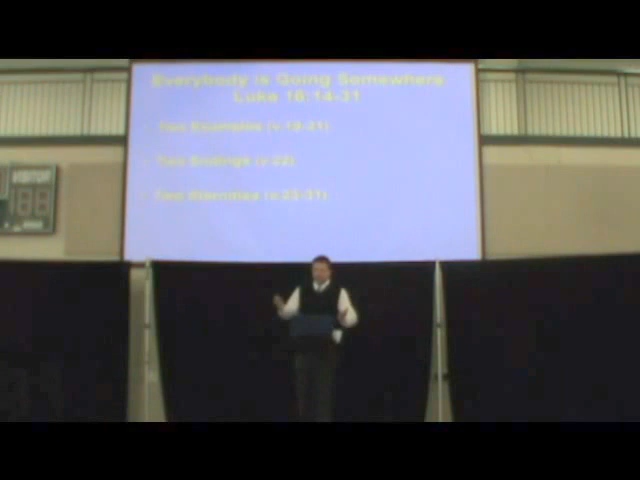 Everybody is Going Somewhere
Luke 16:14-31
Two Examples (v.19-21)
Two Endings (v.22)
Two Eternities (v.23-31)
VISITOR